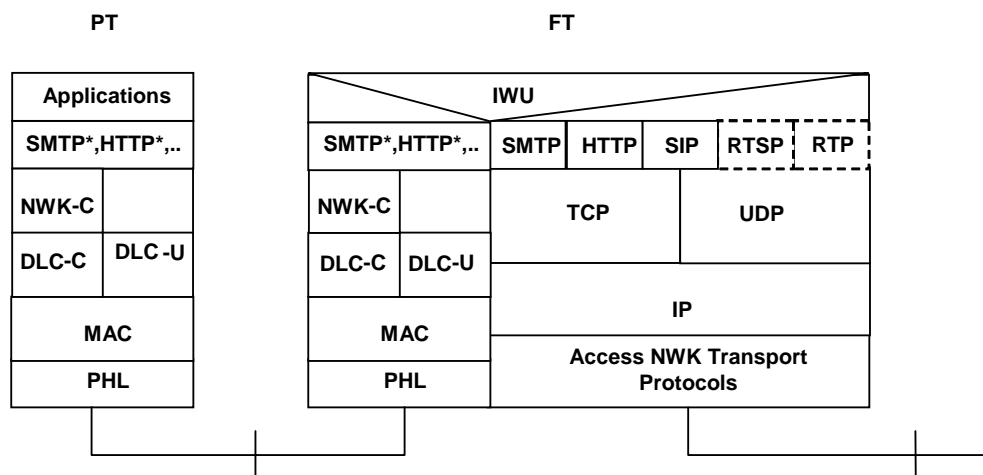 PT FT
Applications IWU
SMTP*,HTTP*,.. SMTP*,HTTP*,.. SMTP HTTP SIP RTSP RTP
NWK-C NWK-C TCP UDP
DLC-C DLC-U DLC-C DLC-U
MAC MAC IP
PHL PHL Access NWK Transport
Protocols